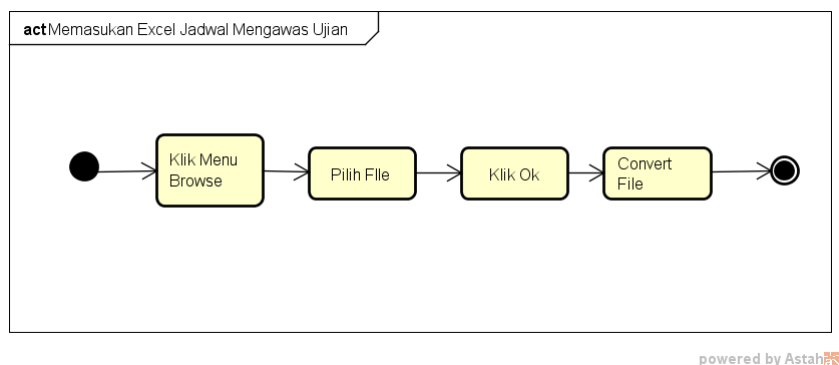 act Memasukan Excel Jadwal Mengawas Ujian
Klik Menu
Browse
Pilih FIle
Klik Ok
Convert
File
powered by Astah